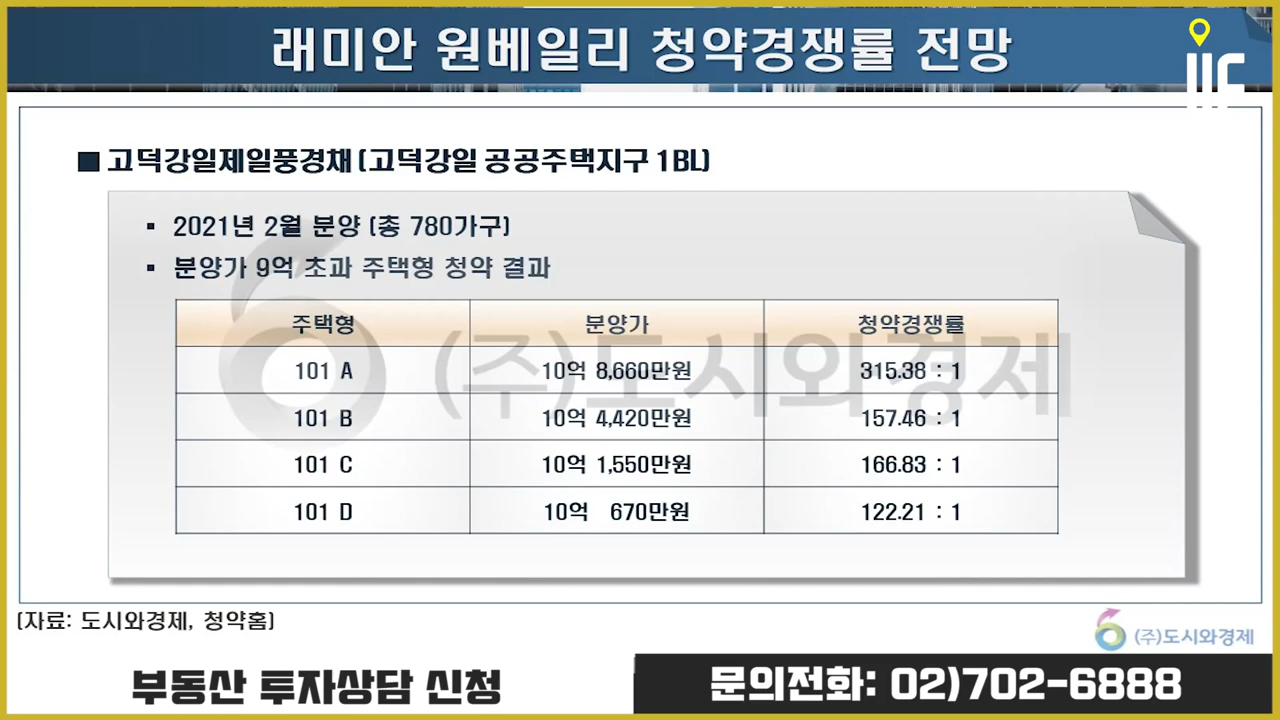 래미안 원베일리 청약경쟁률 전망
■ 고덕강일제일풍경채 (고덕강일 공공주택지구 1BL)
▪ 2021년 2월 분양 (총 780가구)
▪ 분양가 9억 초과 주택형 청약 결과
주택형 분양가 청약경쟁률
101 A 10억 8,660만원 315.38 : 1
101 B 10억 4,420만원 157.46 : 1
101 C 10억 1,550만원 166.83 : 1
101 D 10억 670만원 122.21 : 1
(주)도시와경제
(자료: 도시와경제, 청약홈)
(주)도시와경제
부동산 투자상담 신청
문의전화: 02)702-6888